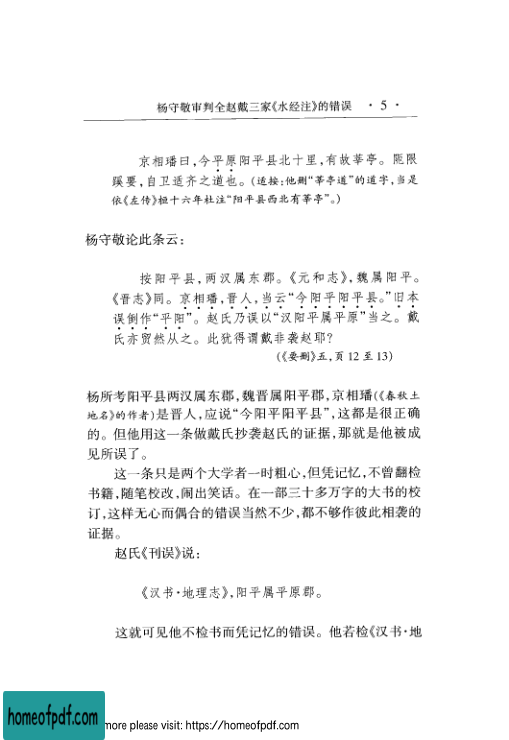 杨守敬审判全赵戴三家《水经注》的错误 ·5·
京相璠曰，今平原阳平县北十里，有故莘亭。阨限
蹊要，自卫适齐之道也。（适按：他删“莘亭道”的道字，当是
依《左传》桓十六年杜注“阳平县西北有莘亭”。）
杨守敬论此条云：
按阳平县，两汉属东郡。《元和志》，魏属阳平。
《晋志》同。京相璠，晋人，当云“今阳平阳平县。”旧本
误倒作“平阳”。赵氏乃误以“汉阳平属平原”当之。戴
氏亦贸然从之。此犹得谓戴非袭赵耶？
（《要删》五，页12至13）
杨所考阳平县两汉属东郡，魏晋属阳平郡，京相璠（《春秋土
地名》的作者）是晋人，应说“今阳平阳平县”，这都是很正确
的。但他用这一条做戴氏抄袭赵氏的证据，那就是他被成
见所误了。
这一条只是两个大学者一时粗心，但凭记忆，不曾翻检
书籍，随笔校改，闹出笑话。在一部三十多万字的大书的校
订，这样无心而偶合的错误当然不少，都不够作彼此相袭的
证据。
赵氏《刊误》说：
《汉书·地理志》，阳平属平原郡。
这就可见他不检书而凭记忆的错误。他若检《汉书·地
homeofpdf.com
more please visit: https://homeofpdf.com